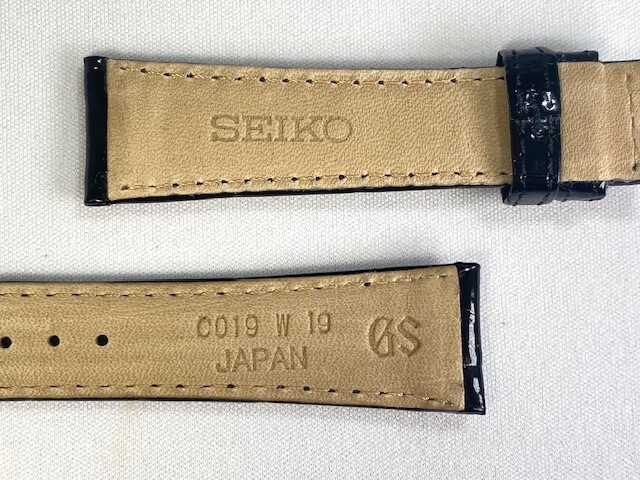 SEIKO
C019 W 19
JAPAN
GS